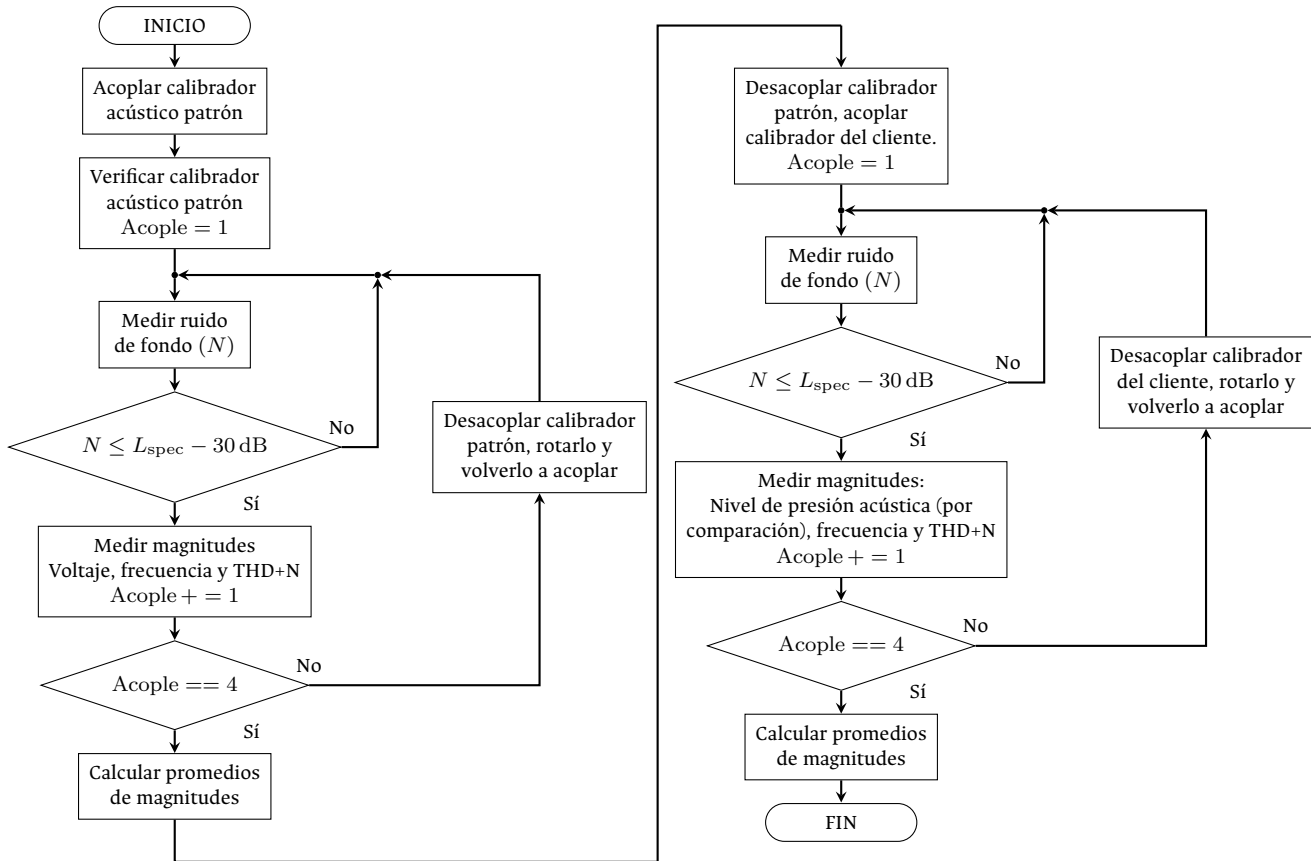 INICIO
Acoplar calibrador
acústico patrón
Verificar calibrador
acústico patrón
Acople = 1
Medir ruido
de fondo (N)
N ≤ L_spec − 30 dB
No
Sí
Desacoplar calibrador
patrón, rotarlo y
volverlo a acoplar
Medir magnitudes
Voltaje, frecuencia y THD+N
Acople + = 1
Acople == 4
No
Sí
Calcular promedios
de magnitudes
Desacoplar calibrador
patrón, acoplar
calibrador del cliente.
Acople = 1
Medir ruido
de fondo (N)
N ≤ L_spec − 30 dB
No
Sí
Desacoplar calibrador
del cliente, rotarlo y
volverlo a acoplar
Medir magnitudes:
Nivel de presión acústica (por
comparación), frecuencia y THD+N
Acople + = 1
Acople == 4
No
Sí
Calcular promedios
de magnitudes
FIN